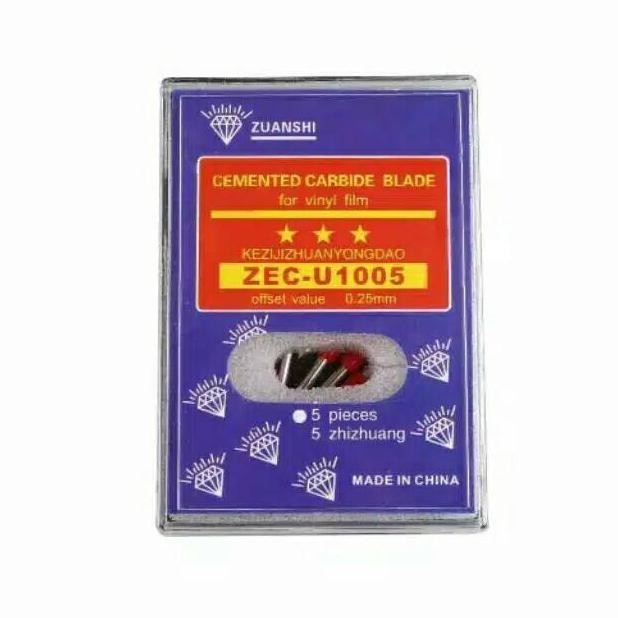 ZUANSHI
CEMENTED CARBIDE BLADE
for vinyl film
KEZIJIZHUANYONGDAO
ZEC-U1005
offset value 0.25mm
5 pieces
5 zhizhuang
MADE IN CHINA